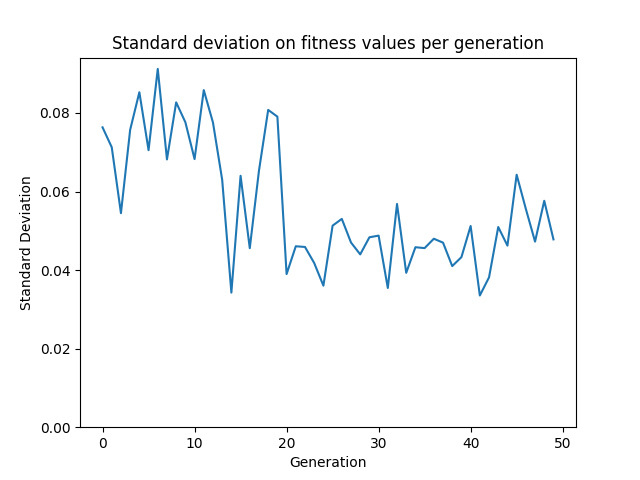 Standard deviation on fitness values per generation
0.08
0.06
0.04
0.02
0.00
Standard Deviation
0 10 20 30 40 50
Generation